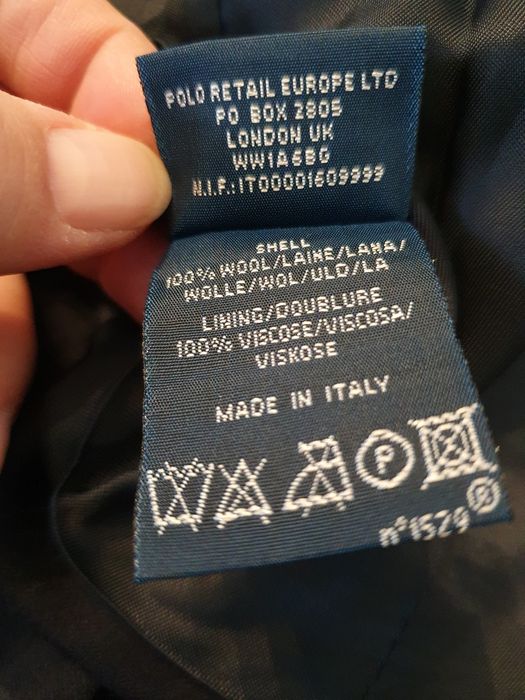 POLO RETAIL EUROPE LTD
PO BOX 2805
LONDON UK
WW1A6BG
N.I.F.:IT00001609999
SHELL
100% WOOL/LAINE/LANA/
WOLLE/WOL/ULD/LA
LINING/DOUBLURE
100% VISCOSE/VISCOSA/
VISKOSE
MADE IN ITALY
P
n°1529 ®